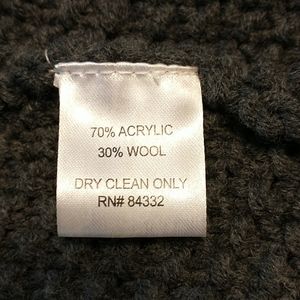 70% ACRYLIC
30% WOOL
DRY CLEAN ONLY
RN# 84332